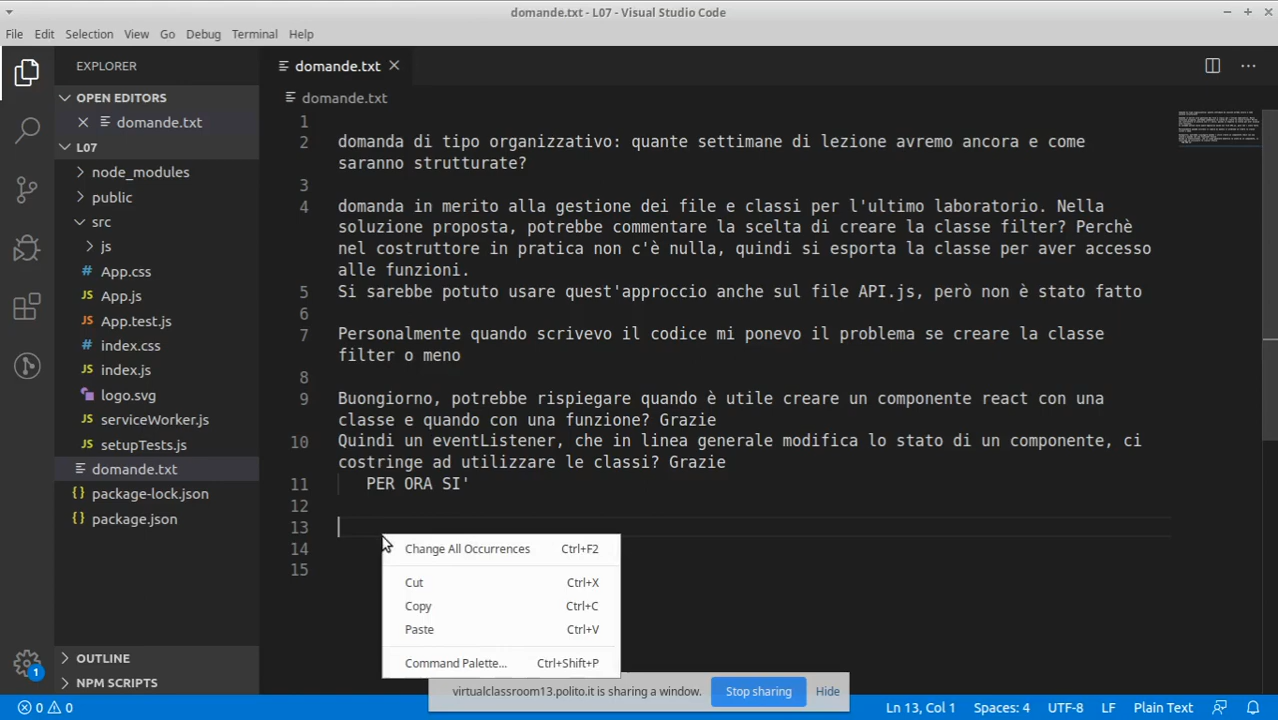 domande.txt - L07 - Visual Studio Code
File Edit Selection View Go Debug Terminal Help
EXPLORER
OPEN EDITORS
domande.txt
L07
node_modules
public
src
js
# App.css
JS App.js
JS App.test.js
# index.css
JS index.js
logo.svg
JS serviceWorker.js
JS setupTests.js
domande.txt
{} package-lock.json
{} package.json
OUTLINE
NPM SCRIPTS
1
domande.txt
domande.txt
1
2 domanda di tipo organizzativo: quante settimane di lezione avremo ancora e come
saranno strutturate?
3
4 domanda in merito alla gestione dei file e classi per l'ultimo laboratorio. Nella
soluzione proposta, potrebbe commentare la scelta di creare la classe filter? Perchè
nel costruttore in pratica non c'è nulla, quindi si esporta la classe per aver accesso
alle funzioni.
5 Si sarebbe potuto usare quest'approccio anche sul file API.js, però non è stato fatto
6
7 Personalmente quando scrivevo il codice mi ponevo il problema se creare la classe
filter o meno
8
9 Buongiorno, potrebbe rispiegare quando è utile creare un componente react con una
classe e quando con una funzione? Grazie
10 Quindi un eventListener, che in linea generale modifica lo stato di un componente, ci
costringe ad utilizzare le classi? Grazie
11 PER ORA SI'
12
13
14
15
Change All Occurrences Ctrl+F2
Cut Ctrl+X
Copy Ctrl+C
Paste Ctrl+V
Command Palette... Ctrl+Shift+P
virtualclassroom13.polito.it is sharing a window. Stop sharing Hide
0 0 Ln 13, Col 1 Spaces: 4 UTF-8 LF Plain Text